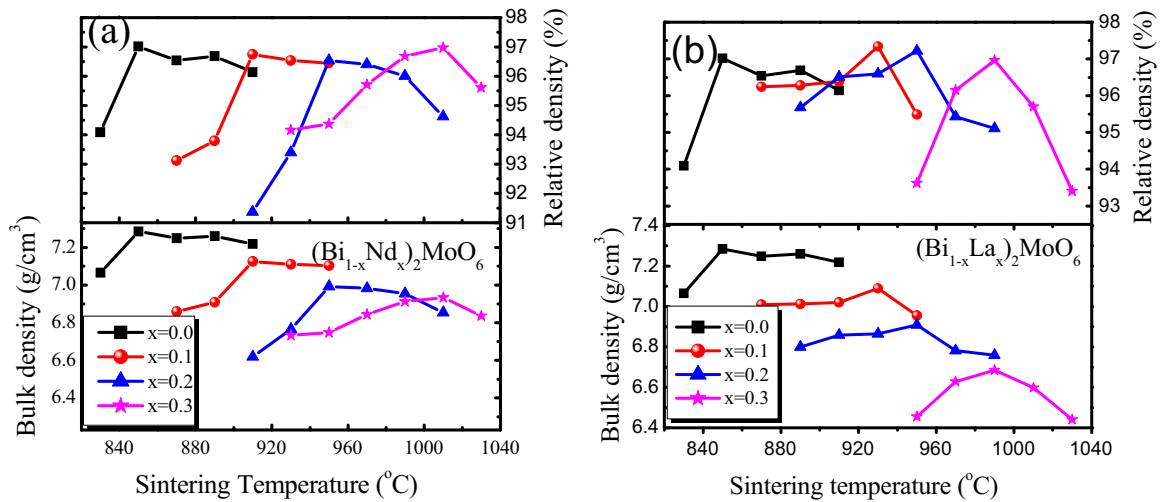 (a)
98
97
96
95
94
93
92
91
Relative density (%)
Bulk density (g/cm³)
7.2
7.0
6.8
6.6
6.4
(Bi₁₋ₓNdₓ)₂MoO₆
x=0.0
x=0.1
x=0.2
x=0.3
840 880 920 960 1000 1040
Sintering Temperature (°C)
(b)
98
97
96
95
94
93
Relative density (%)
Bulk density (g/cm³)
7.4
7.2
7.0
6.8
6.6
6.4
(Bi₁₋ₓLaₓ)₂MoO₆
x=0.0
x=0.1
x=0.2
x=0.3
840 880 920 960 1000 1040
Sintering temperature (°C)